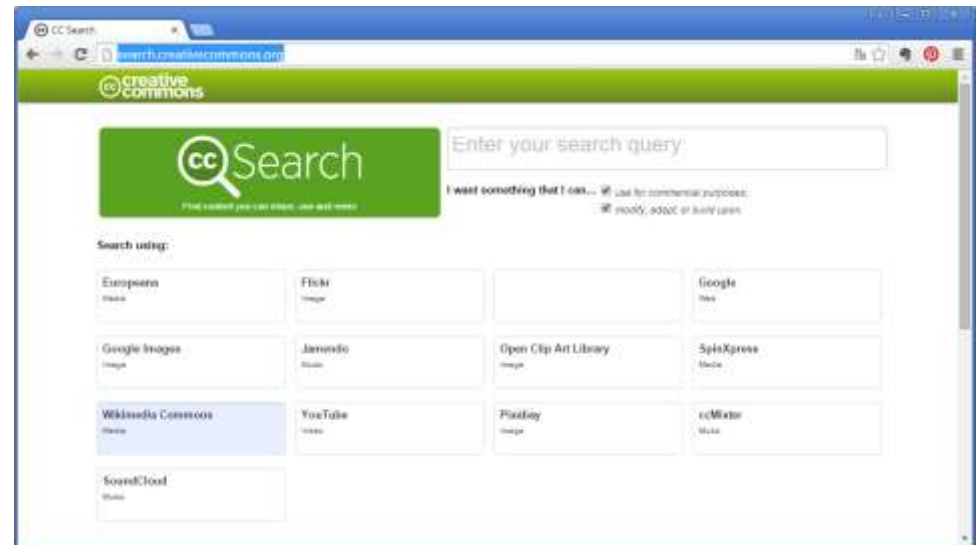 CC Search
search.creativecommons.org
cc creative
commons
cc Search
Find content you can share, use and remix
Enter your search query
I want something that I can... use for commercial purposes;
modify, adapt, or build upon.
Search using:
Europeana Flickr Google
Media Image Web
Google Images Jamendo Open Clip Art Library SpinXpress
Image Music Image Media
Wikimedia Commons YouTube Pixabay ccMixter
Media Video Image Music
SoundCloud
Music